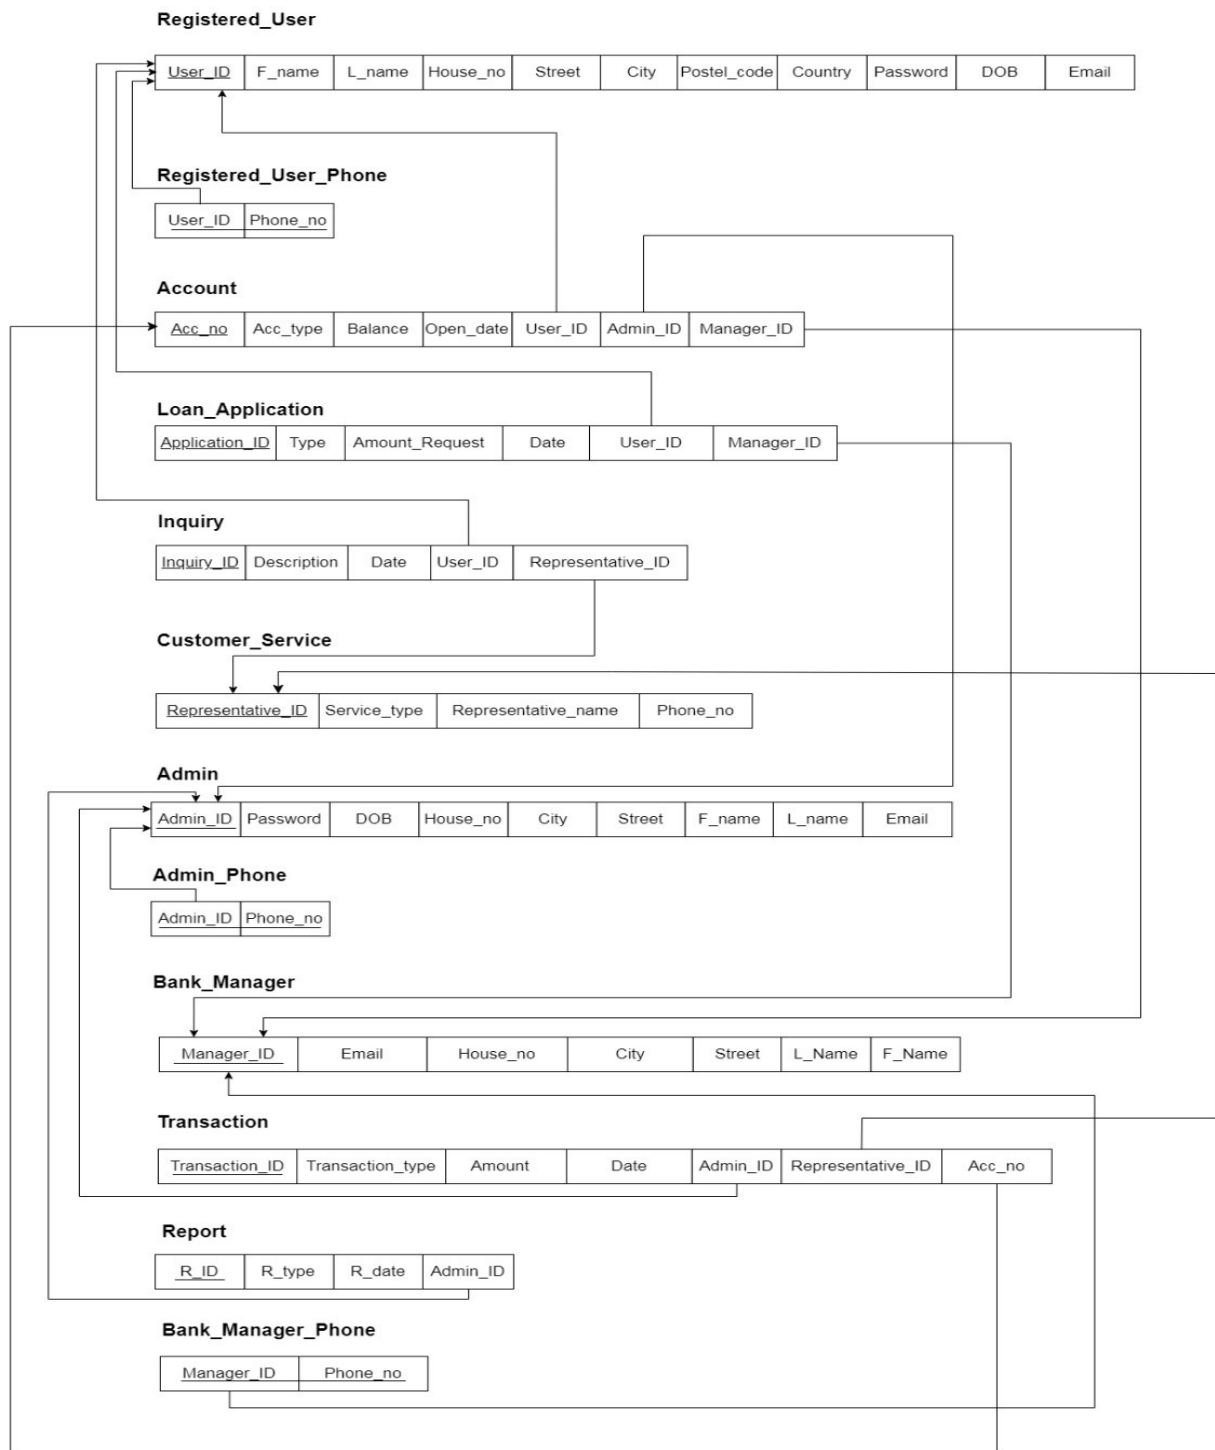 Registered_User
User_ID F_name L_name House_no Street City Postel_code Country Password DOB Email
Registered_User_Phone
User_ID Phone_no
Account
Acc_no Acc_type Balance Open_date User_ID Admin_ID Manager_ID
Loan_Application
Application_ID Type Amount_Request Date User_ID Manager_ID
Inquiry
Inquiry_ID Description Date User_ID Representative_ID
Customer_Service
Representative_ID Service_type Representative_name Phone_no
Admin
Admin_ID Password DOB House_no City Street F_name L_name Email
Admin_Phone
Admin_ID Phone_no
Bank_Manager
Manager_ID Email House_no City Street L_Name F_Name
Transaction
Transaction_ID Transaction_type Amount Date Admin_ID Representative_ID Acc_no
Report
R_ID R_type R_date Admin_ID
Bank_Manager_Phone
Manager_ID Phone_no